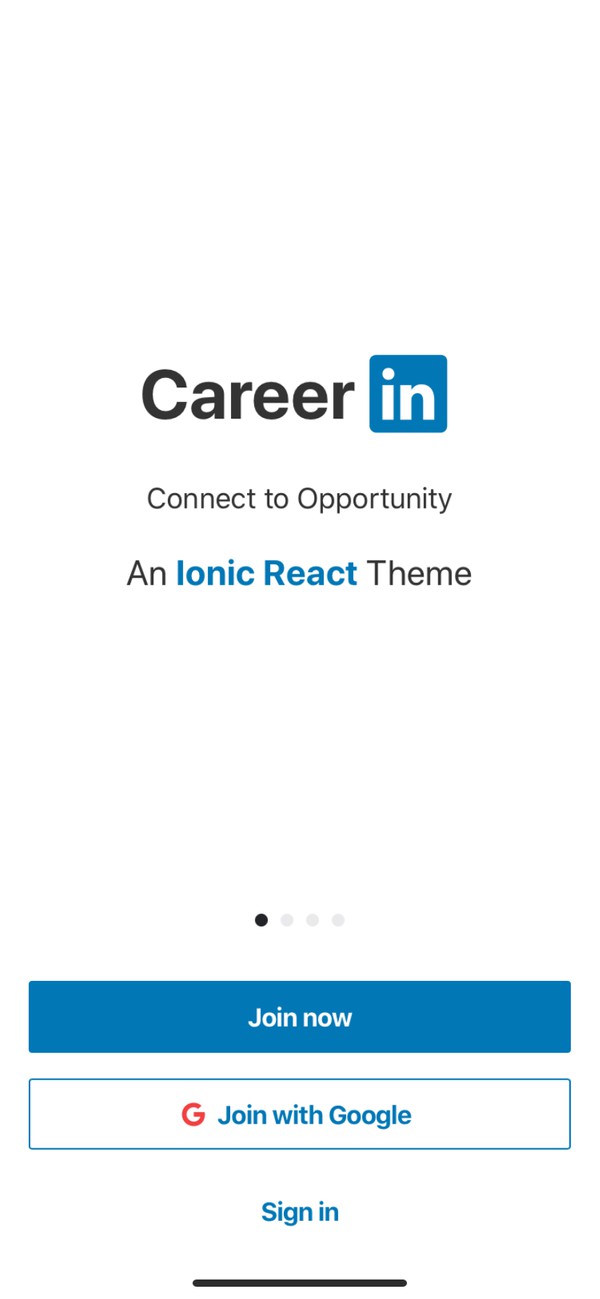 Career in
Connect to Opportunity
An Ionic React Theme
Join now
G Join with Google
Sign in